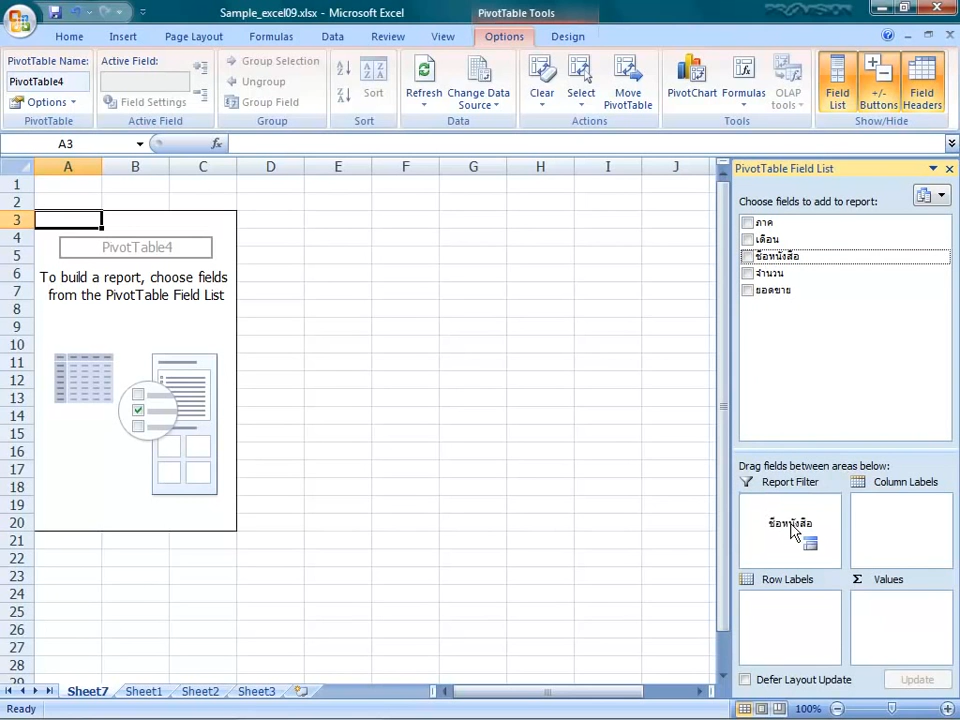 Sample_excel09.xlsx - Microsoft Excel
PivotTable Tools
Home Insert Page Layout Formulas Data Review View Options Design
PivotTable Name:
PivotTable4
Options
PivotTable
Active Field:
Field Settings
Active Field
Group Selection
Ungroup
Group Field
Group
Sort
Sort
Refresh
Change Data Source
Data
Clear
Select
Move PivotTable
Actions
PivotChart
Formulas
OLAP tools
Tools
Field List
+/- Buttons
Field Headers
Show/Hide
A3
fx
A B C D E F G H I J
1
2
3
4
5
6
7
8
9
10
11
12
13
14
15
16
17
18
19
20
21
22
23
24
25
26
27
28
29
PivotTable4
To build a report, choose fields
from the PivotTable Field List
PivotTable Field List
Choose fields to add to report:
ภาค
เดือน
ชื่อหนังสือ
จำนวน
ยอดขาย
Drag fields between areas below:
Report Filter
Column Labels
ชื่อหนังสือ
Row Labels
Σ Values
Defer Layout Update
Update
Sheet7 Sheet1 Sheet2 Sheet3
Ready
100%